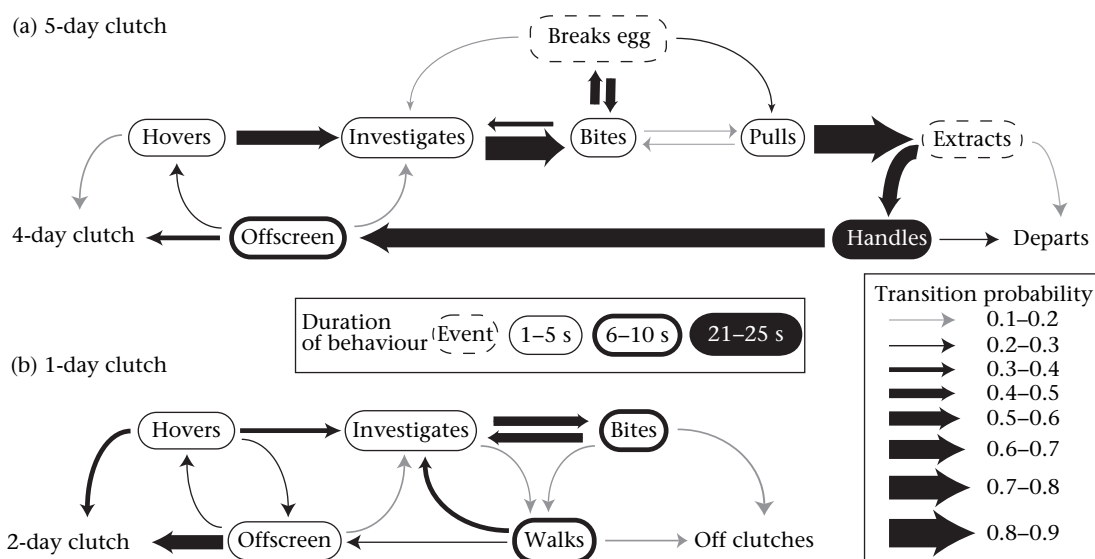 (a) 5-day clutch
Breaks egg
Hovers
Investigates
Bites
Pulls
Extracts
4-day clutch
Offscreen
Handles
Departs
Duration
of behaviour
Event
1–5 s
6–10 s
21–25 s
Transition probability
0.1–0.2
0.2–0.3
0.3–0.4
0.4–0.5
0.5–0.6
0.6–0.7
0.7–0.8
0.8–0.9
(b) 1-day clutch
Hovers
Investigates
Bites
2-day clutch
Offscreen
Walks
Off clutches